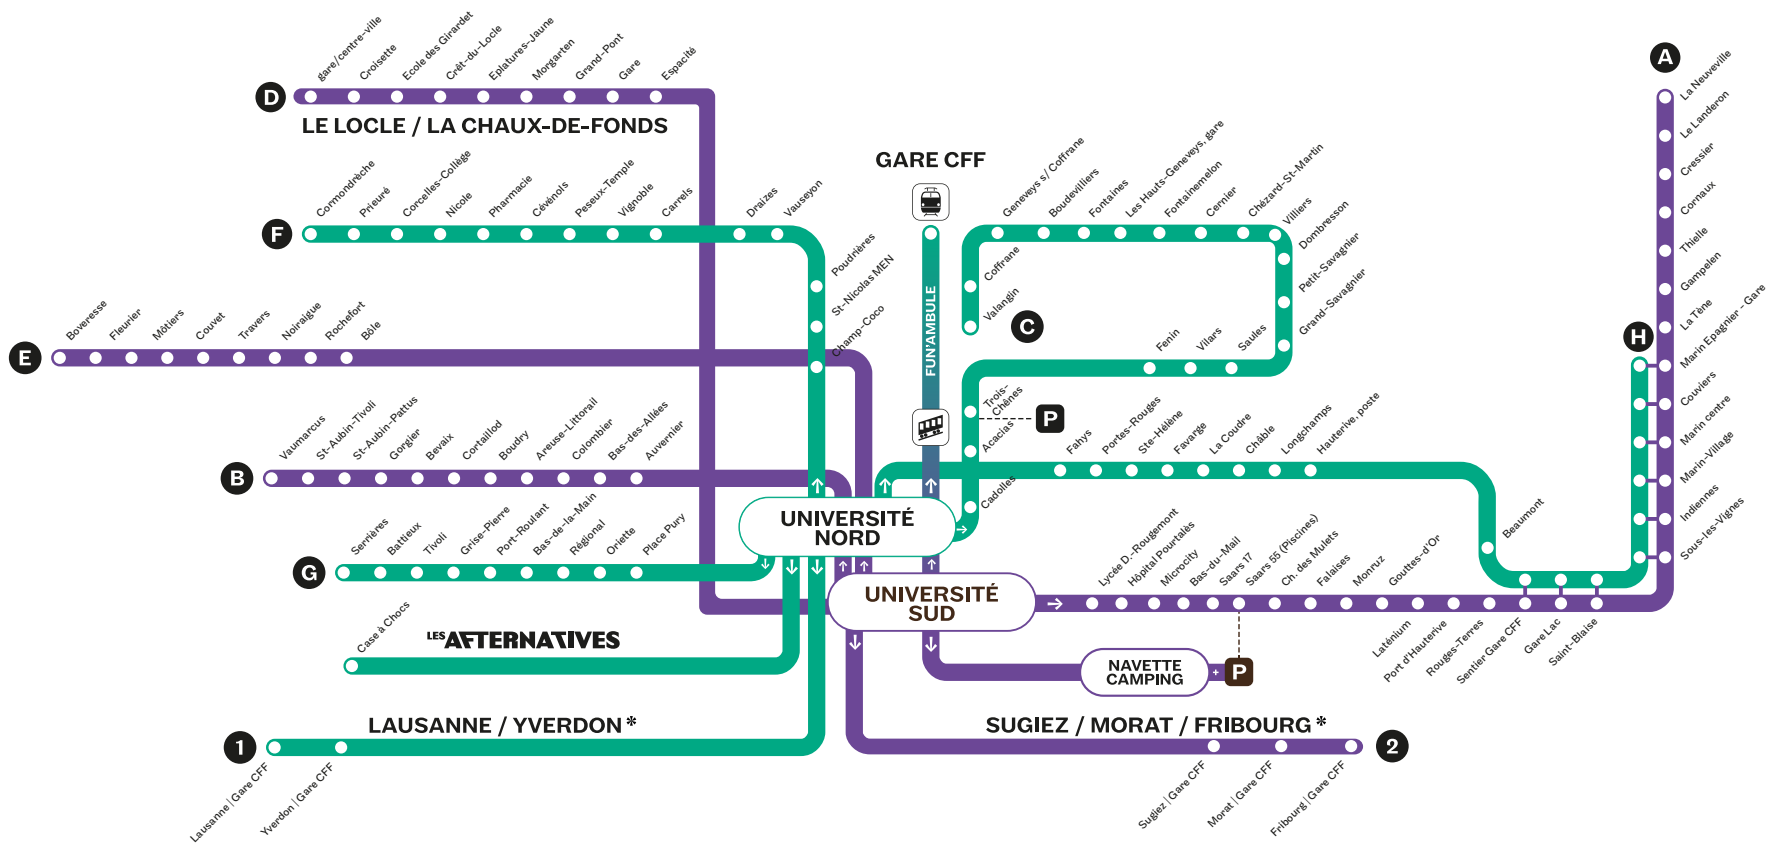 D
gare/centre-ville
Croisette
Ecole des Girardet
Crêt-du-Locle
Eplatures-Jaune
Morgarten
Grand-Pont
Gare
Espacité
LE LOCLE / LA CHAUX-DE-FONDS
F
Cormondrèche
Prieuré
Corcelles-Collège
Nicole
Pharmacie
Cévénols
Peseux-Temple
Vignoble
Carrels
Draizes
Vauseyon
Poudrières
St-Nicolas MEN
Champ-Coco
GARE CFF
FUN'AMBULE
C
Valangin
Coffrane
Geneveys s/ Coffrane
Boudevilliers
Fontaines
Les Hauts-Geneveys, gare
Fontainemelon
Cernier
Chézard-St-Martin
Villiers
Dombresson
Petit-Savagnier
Grand-Savagnier
Saules
Vilars
Fenin
Trois-
Chênes
P
Acacias
Cadolles
A
La Neuveville
Le Landeron
Cressier
Cornaux
Thielle
Gampelen
La Tène
Marin Epagnier - Gare
Couviers
Marin centre
Marin-Village
Indiennes
Sous-les-Vignes
H
E
Boveresse
Fleurier
Môtiers
Couvet
Travers
Noiraigue
Rochefort
Bôle
B
Vaumarcus
St-Aubin-Tivoli
St-Aubin-Pattus
Gorgier
Bevaix
Cortaillod
Boudry
Areuse-Littorail
Colombier
Bas-des-Allées
Auvernier
Fahys
Portes-Rouges
Ste-Hélène
Favarge
La Coudre
Châble
Longchamps
Hauterive, poste
Beaumont
UNIVERSITÉ
NORD
G
Serrières
Battieux
Tivoli
Grise-Pierre
Port-Roulant
Bas-de-la-Main
Régional
Oriette
Place Pury
UNIVERSITÉ
SUD
Lycée D.-Rougemont
Hôpital Pourtalès
Microcity
Bas-du-Mail
Saars 17
Saars 55 (Piscines)
Ch. des Mulets
Falaises
Monruz
Gouttes-d'Or
Laténium
Port d'Hauterive
Rouges-Terres
Sentier Gare CFF
Gare Lac
Saint-Blaise
Case à Chocs
LES AFTERNATIVES
NAVETTE
CAMPING
+
P
LAUSANNE / YVERDON *
1
Lausanne | Gare CFF
Yverdon | Gare CFF
SUGIEZ / MORAT / FRIBOURG *
2
Sugiez | Gare CFF
Morat | Gare CFF
Fribourg | Gare CFF